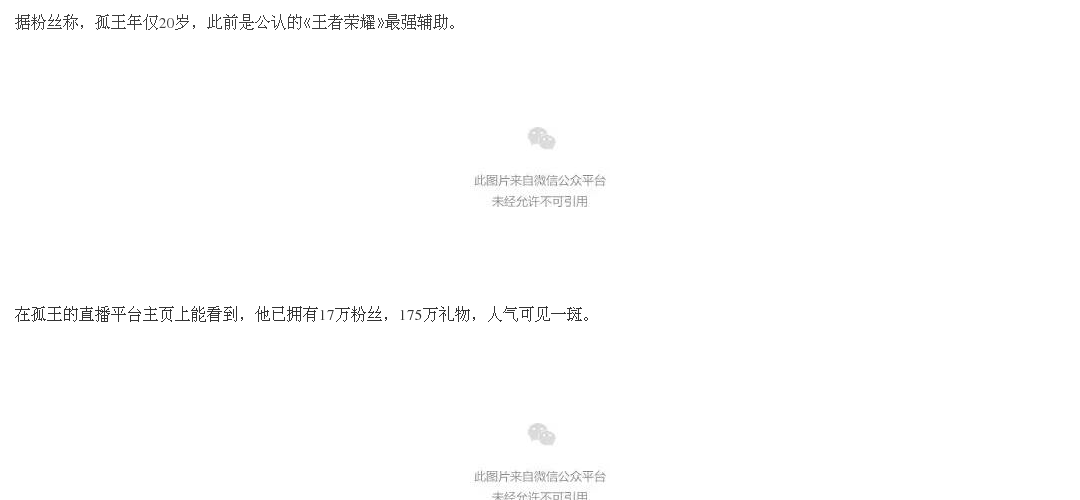 据粉丝称，孤王年仅20岁，此前是公认的《王者荣耀》最强辅助。
此图片来自微信公众平台
未经允许不可引用
在孤王的直播平台主页上能看到，他已拥有17万粉丝，175万礼物，人气可见一斑。
此图片来自微信公众平台
未经允许不可引用